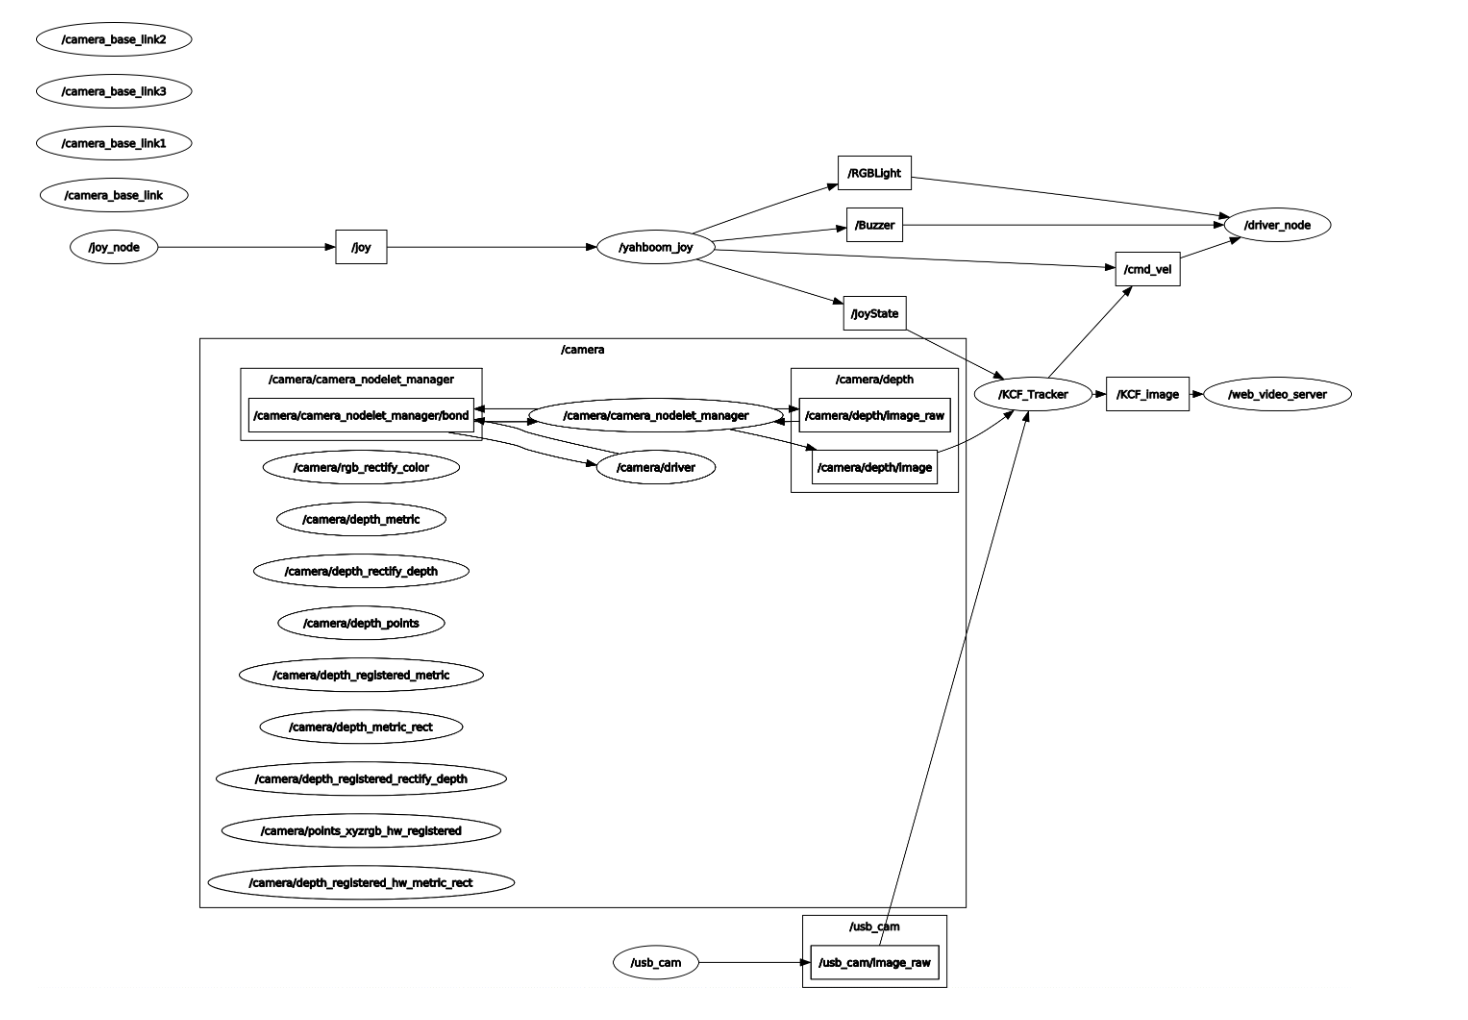 /camera_base_link2
/camera_base_link3
/camera_base_link1
/camera_base_link
/joy_node
/joy
/yahboom_joy
/RGBLight
/Buzzer
/cmd_vel
/JoyState
/driver_node
/camera
/camera/camera_nodelet_manager
/camera/camera_nodelet_manager/bond
/camera/camera_nodelet_manager
/camera/depth
/camera/depth/image_raw
/camera/depth/image
/KCF_Tracker
/KCF_image
/web_video_server
/camera/rgb_rectify_color
/camera/driver
/camera/depth_metric
/camera/depth_rectify_depth
/camera/depth_points
/camera/depth_registered_metric
/camera/depth_metric_rect
/camera/depth_registered_rectify_depth
/camera/points_xyzrgb_hw_registered
/camera/depth_registered_hw_metric_rect
/usb_cam
/usb_cam
/usb_cam/image_raw